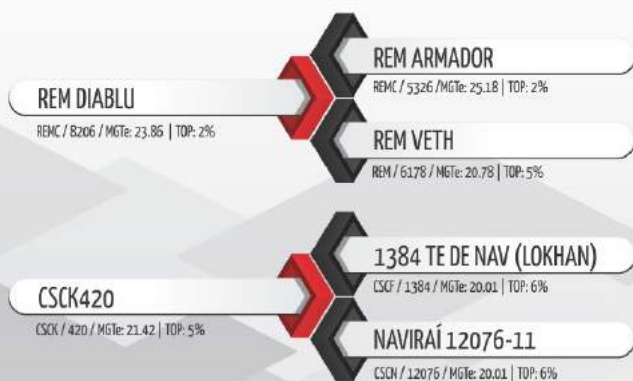 REM ARMADOR
REMC / 5326 /MGTe: 25.18 | TOP: 2%
REM DIABLU
REMC / 8206 / MGTe: 23.86 | TOP: 2%
REM VETH
REM / 6178 / MGTe: 20.78 | TOP: 5%
1384 TE DE NAV (LOKHAN)
CSCF / 1384 / MGTe: 20.01 | TOP: 6%
CSCK420
CSCK / 420 / MGTe: 21.42 | TOP: 5%
NAVIRAÍ 12076-11
CSCN / 12076 / MGTe: 20.01 | TOP: 6%